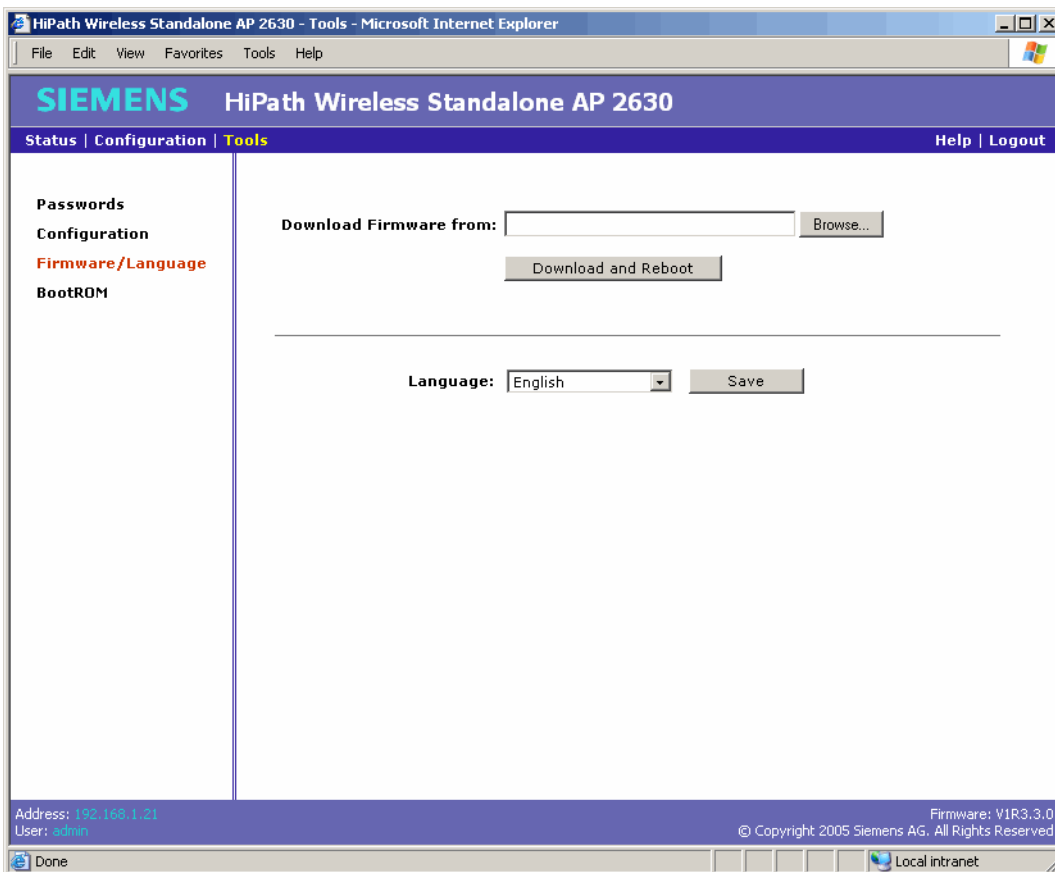 HiPath Wireless Standalone AP 2630 - Tools - Microsoft Internet Explorer
File Edit View Favorites Tools Help
SIEMENS HiPath Wireless Standalone AP 2630
Status | Configuration | Tools Help | Logout
Passwords
Configuration
Firmware/Language
BootROM
Download Firmware from: Browse...
Download and Reboot
Language: English Save
Address: 192.168.1.21 Firmware: V1R3.3.0
User: admin © Copyright 2005 Siemens AG. All Rights Reserved
Done Local intranet